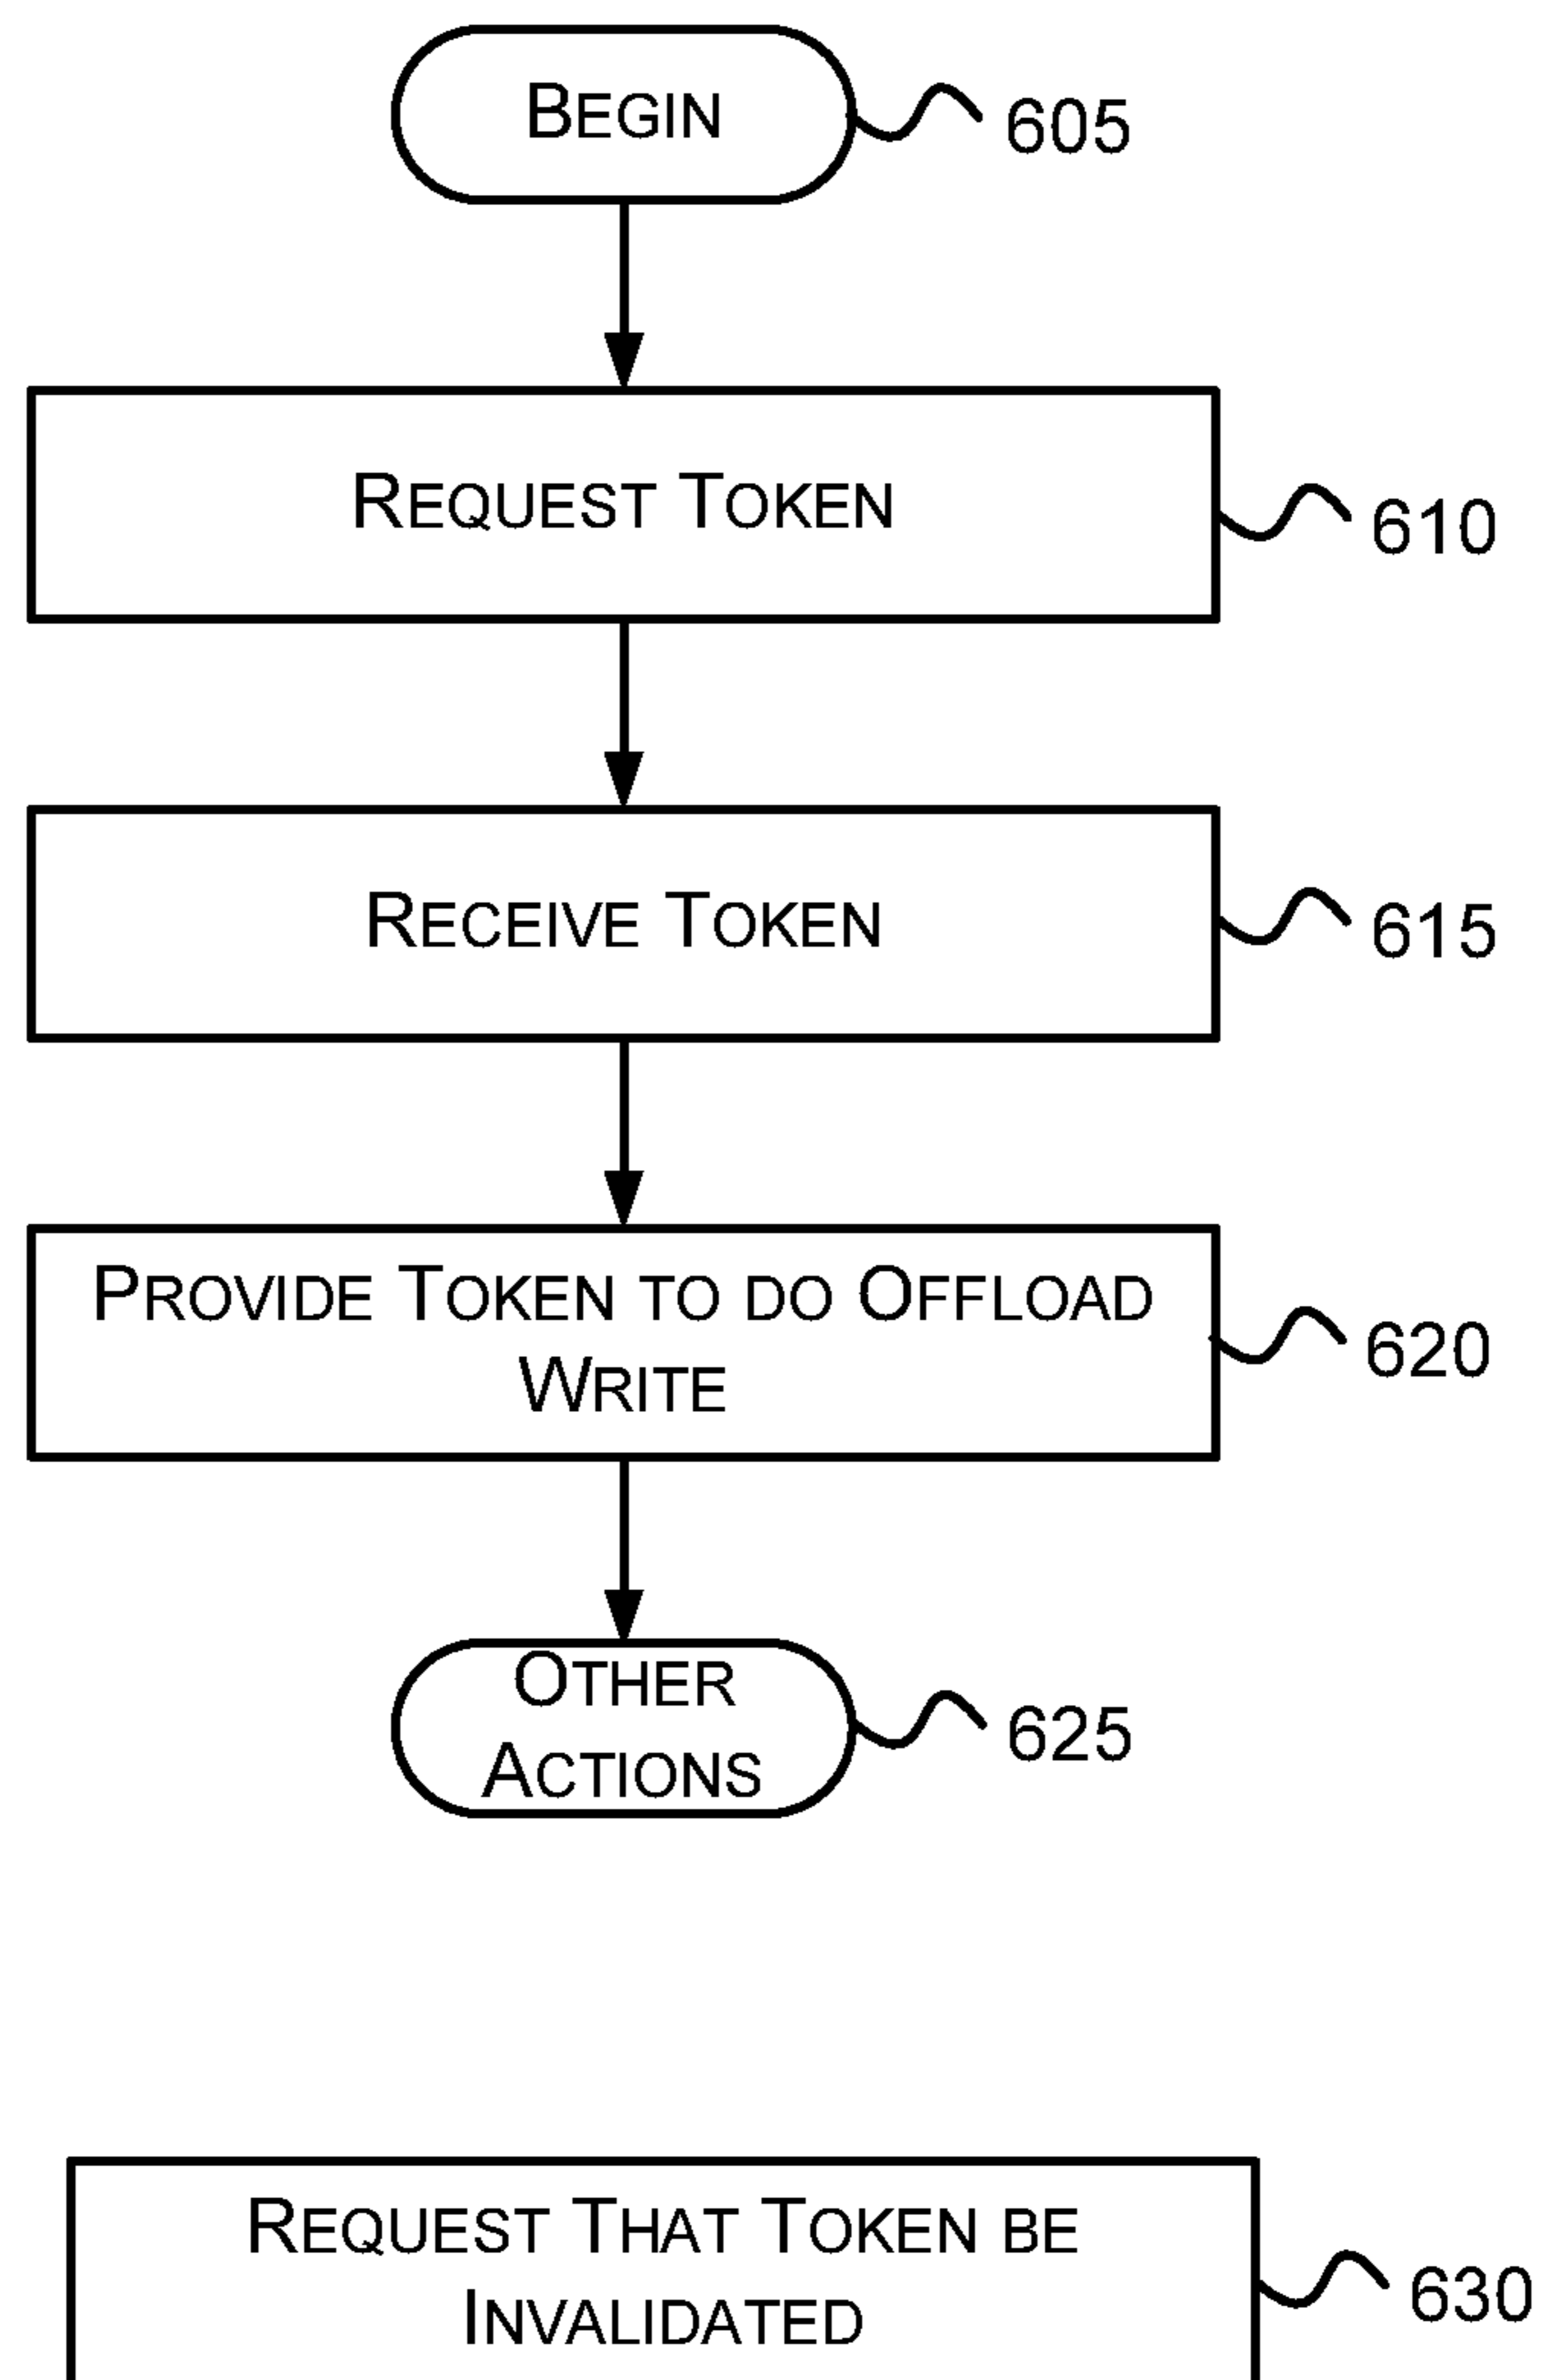 BEGIN
605
REQUEST TOKEN
610
RECEIVE TOKEN
615
PROVIDE TOKEN TO DO OFFLOAD
WRITE
620
OTHER
ACTIONS
625
REQUEST THAT TOKEN BE
INVALIDATED
630